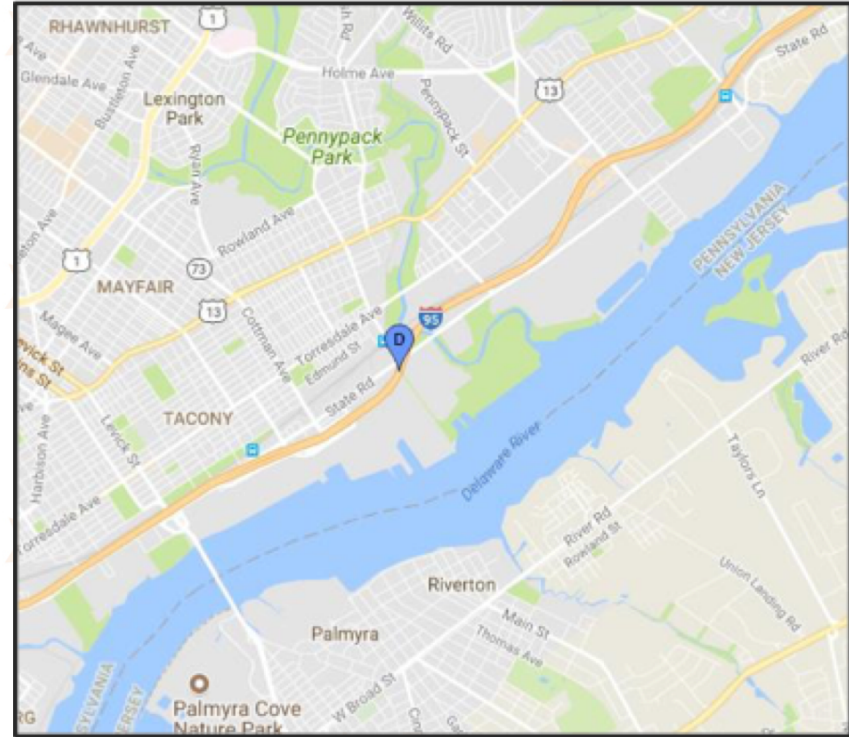 RHAWNHURST
1
Willits Rd
State Rd
Holme Ave
Glendale Ave
Bustleton Ave
Lexington
Park
13
Pennypack St
Pennypack
Park
Ryan Ave
PENNSYLVANIA
NEW JERSEY
Rowland Ave
1
73
MAYFAIR
13
95
D
Magee Ave
Cottman Ave
Torresdale Ave
Edmund St
River Rd
State Rd
Levick St
TACONY
Levick St
Harbison Ave
Delaware River
Taylors Ln
Torresdale Ave
River Rd
Rowland St
Union Landing Rd
Riverton
Palmyra
Main St
Thomas Ave
W Broad St
Palmyra Cove
Nature Park